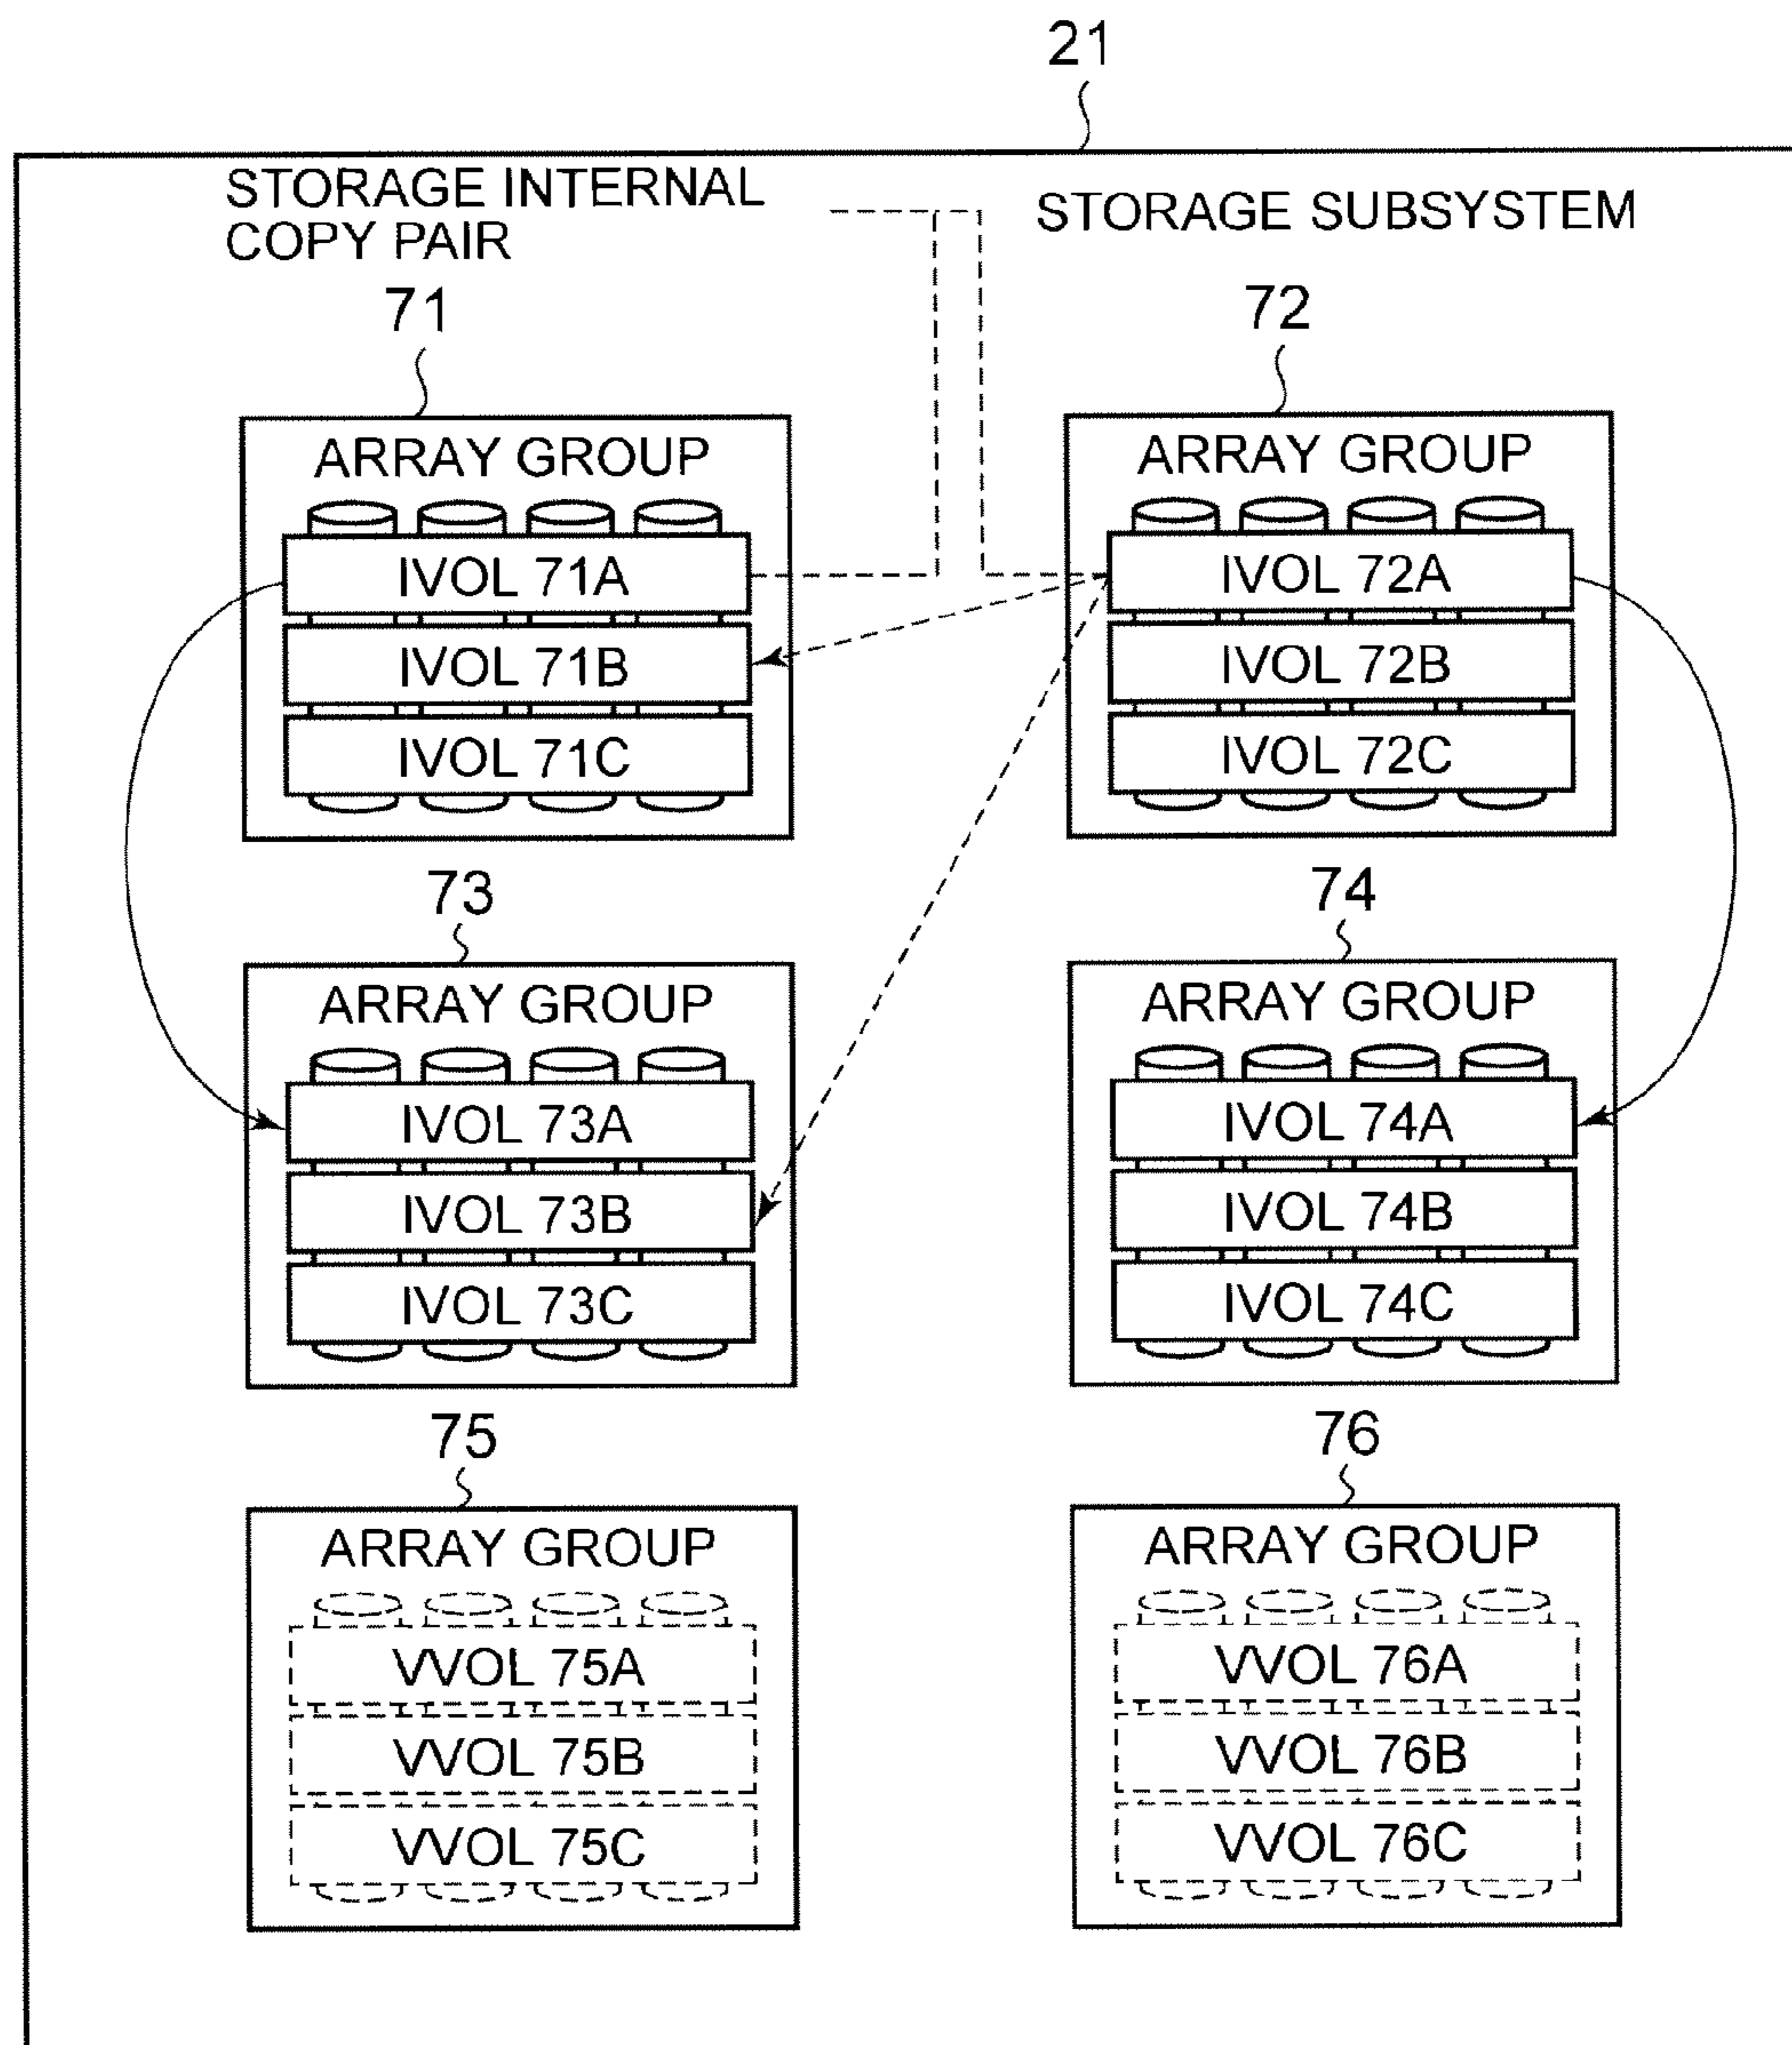 21
STORAGE INTERNAL
COPY PAIR
STORAGE SUBSYSTEM
71
72
ARRAY GROUP
IVOL 71A
IVOL 71B
IVOL 71C
ARRAY GROUP
IVOL 72A
IVOL 72B
IVOL 72C
73
74
ARRAY GROUP
IVOL 73A
IVOL 73B
IVOL 73C
ARRAY GROUP
IVOL 74A
IVOL 74B
IVOL 74C
75
76
ARRAY GROUP
VVOL 75A
VVOL 75B
VVOL 75C
ARRAY GROUP
VVOL 76A
VVOL 76B
VVOL 76C